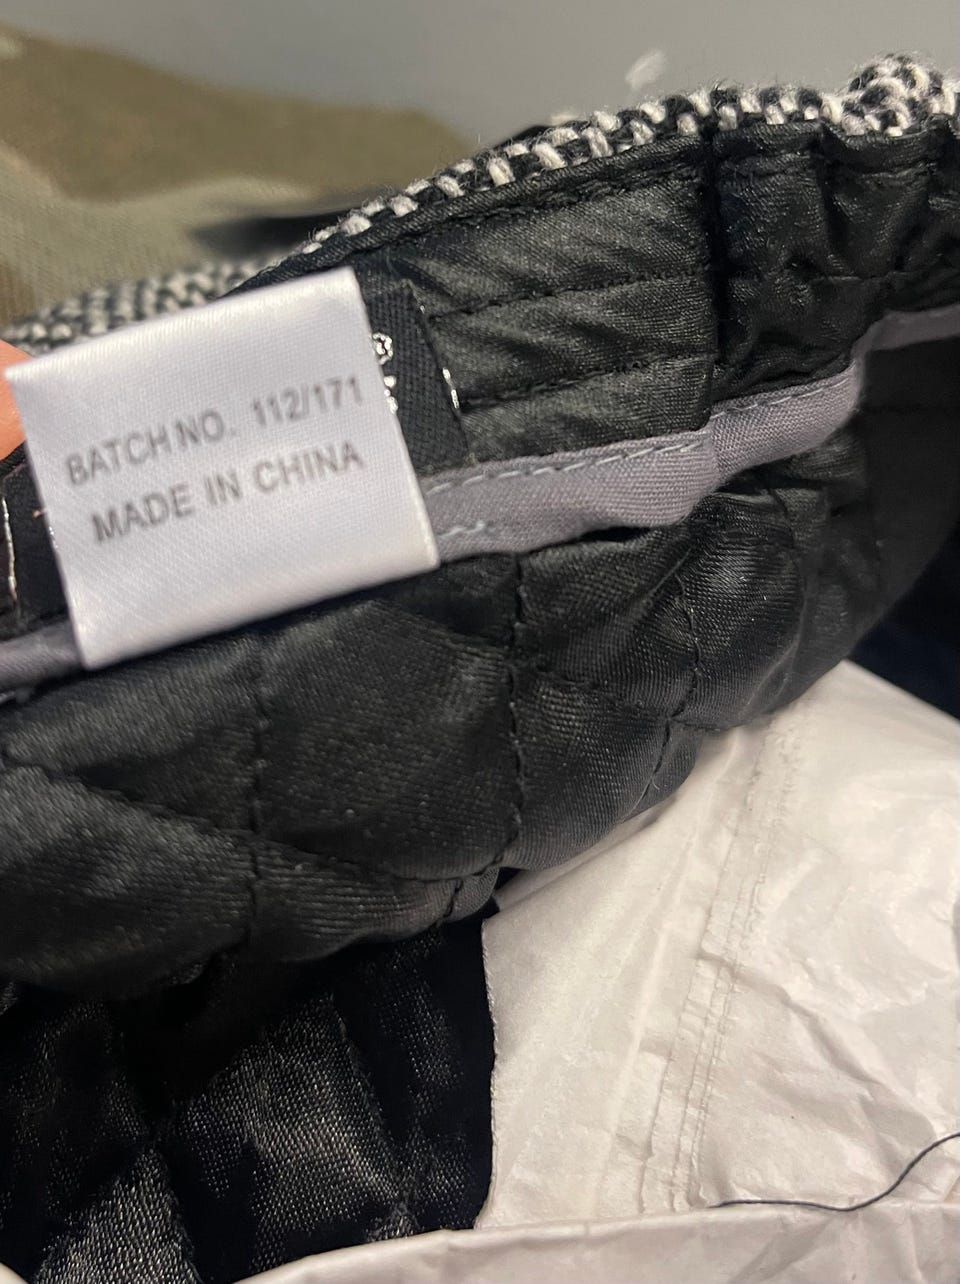 BATCH NO. 112/171
MADE IN CHINA